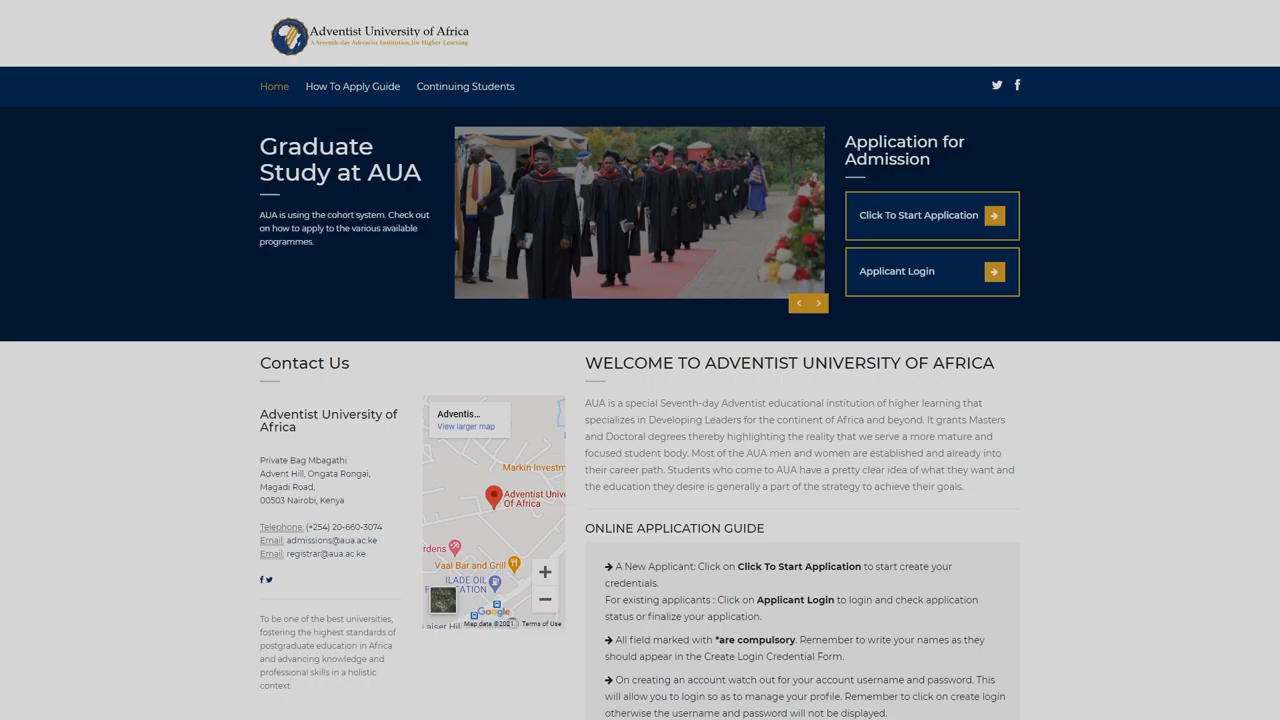 Adventist University of Africa
A Seventh-day Adventist Institution for Higher Learning
Home
How To Apply Guide
Continuing Students
Graduate
Study at AUA
AUA is using the cohort system. Check out
on how to apply to the various available
programmes.
Application for
Admission
Click To Start Application
Applicant Login
Contact Us
Adventist University of
Africa
Private Bag Mbagathi
Advent Hill, Ongata Rongai,
Magadi Road,
00503 Nairobi, Kenya
Telephone: (+254) 20-660-3074
Email: admissions@aua.ac.ke
Email: registrar@aua.ac.ke
To be one of the best universities,
fostering the highest standards of
postgraduate education in Africa
and advancing knowledge and
professional skills in a holistic
context.
Adventis...
View larger map
Markin Investm
Adventist Unive
Of Africa
rdens
Vaal Bar and Grill
ILADE OIL
Google
Map data ©2021
Terms of Use
WELCOME TO ADVENTIST UNIVERSITY OF AFRICA
AUA is a special Seventh-day Adventist educational institution of higher learning that
specializes in Developing Leaders for the continent of Africa and beyond. It grants Masters
and Doctoral degrees thereby highlighting the reality that we serve a more mature and
focused student body. Most of the AUA men and women are established and already into
their career path. Students who come to AUA have a pretty clear idea of what they want and
the education they desire is generally a part of the strategy to achieve their goals.
ONLINE APPLICATION GUIDE
A New Applicant: Click on Click To Start Application to start create your
credentials.
For existing applicants : Click on Applicant Login to login and check application
status or finalize your application.
All field marked with *are compulsory. Remember to write your names as they
should appear in the Create Login Credential Form.
On creating an account watch out for your account username and password. This
will allow you to login so as to manage your profile. Remember to click on create login
otherwise the username and password will not be displayed.